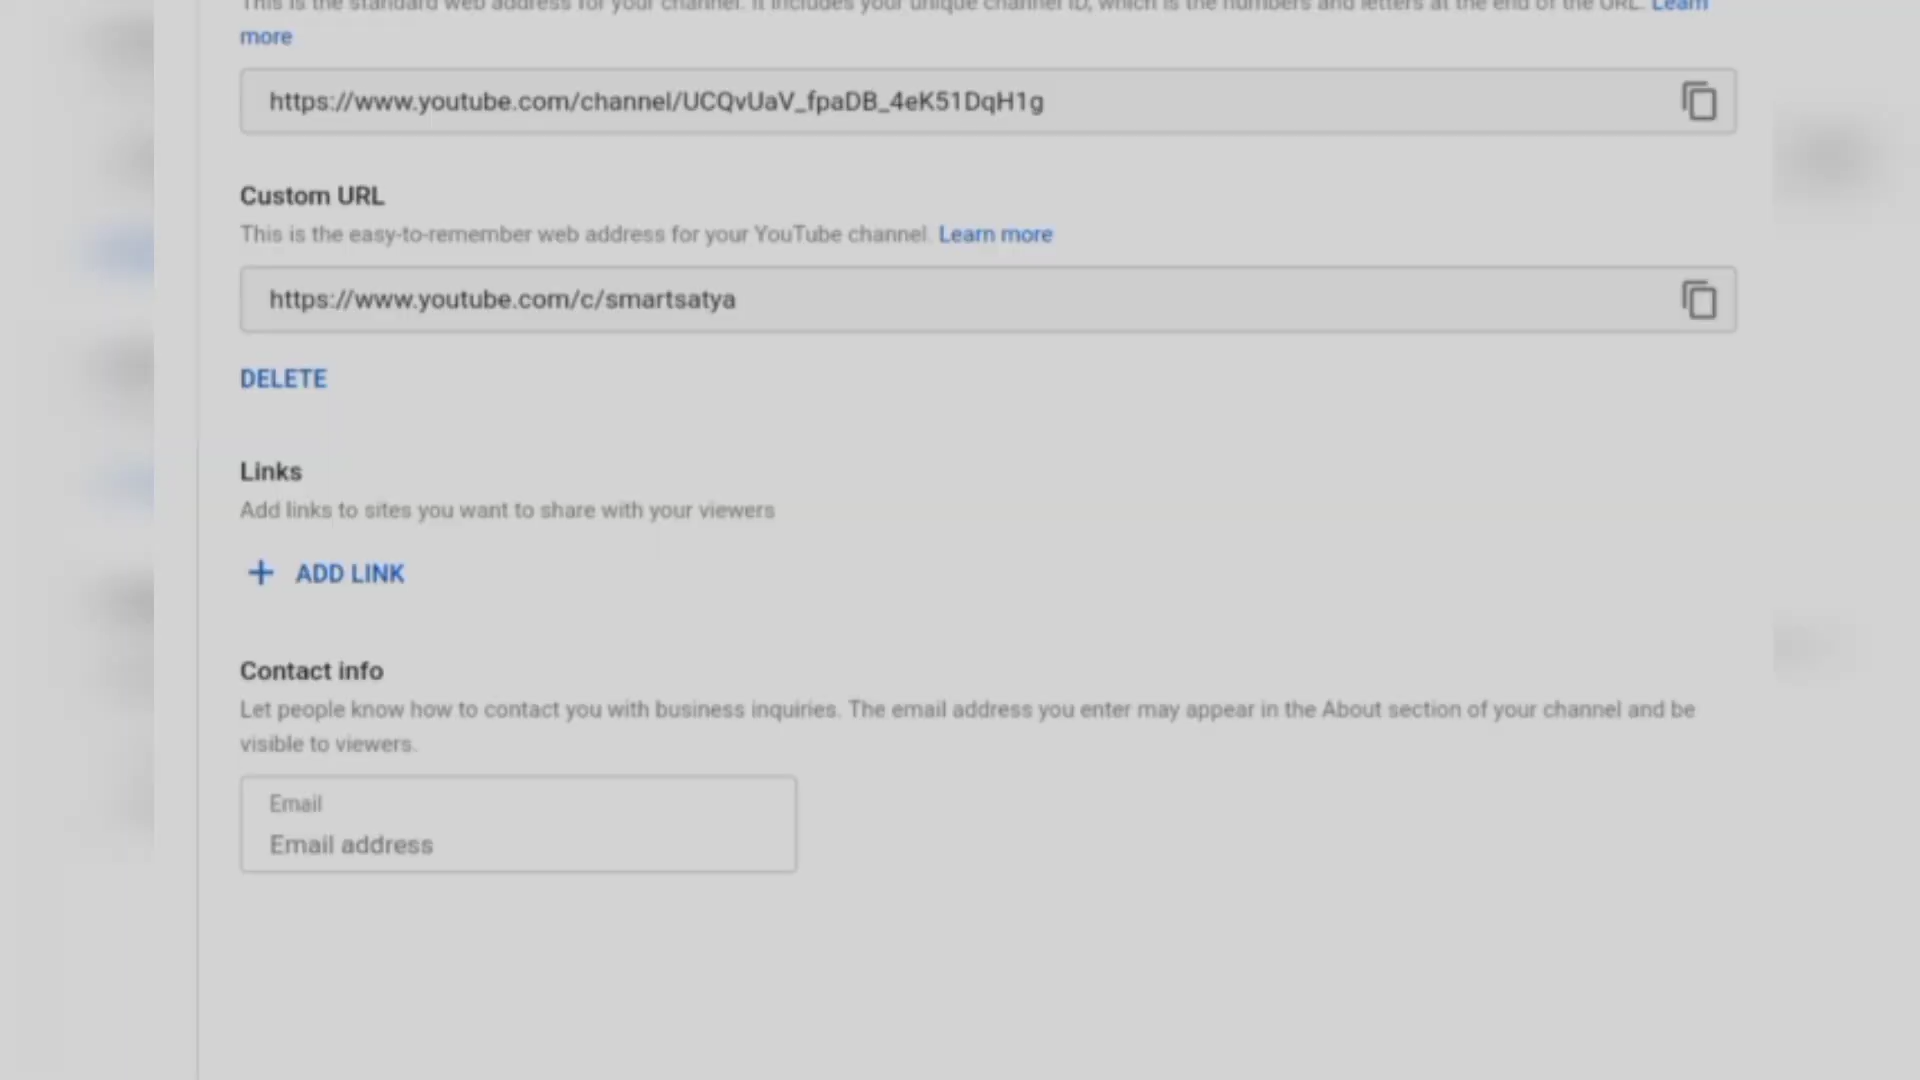 This is the standard web address for your channel. It includes your unique channel ID, which is the numbers and letters at the end of the URL. Learn
more
https://www.youtube.com/channel/UCQvUaV_fpaDB_4eK51DqH1g
Custom URL
This is the easy-to-remember web address for your YouTube channel. Learn more
https://www.youtube.com/c/smartsatya
DELETE
Links
Add links to sites you want to share with your viewers
+ ADD LINK
Contact info
Let people know how to contact you with business inquiries. The email address you enter may appear in the About section of your channel and be
visible to viewers.
Email
Email address